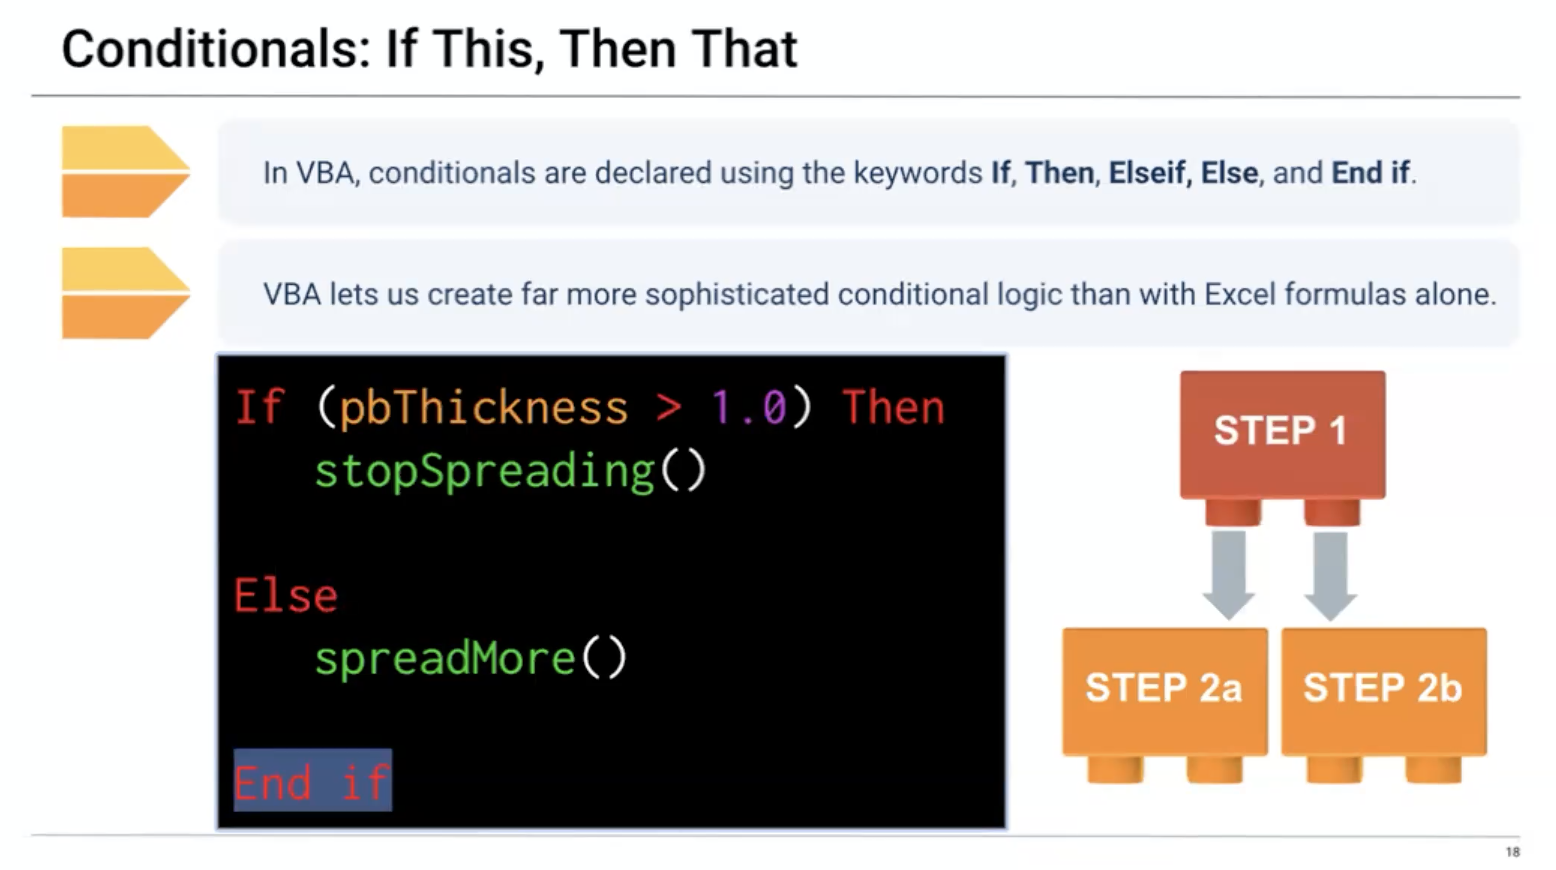 Conditionals: If This, Then That
In VBA, conditionals are declared using the keywords If, Then, Elseif, Else, and End if.
VBA lets us create far more sophisticated conditional logic than with Excel formulas alone.
If (pbThickness > 1.0) Then
stopSpreading()
Else
spreadMore()
End if
STEP 1
STEP 2a
STEP 2b
18